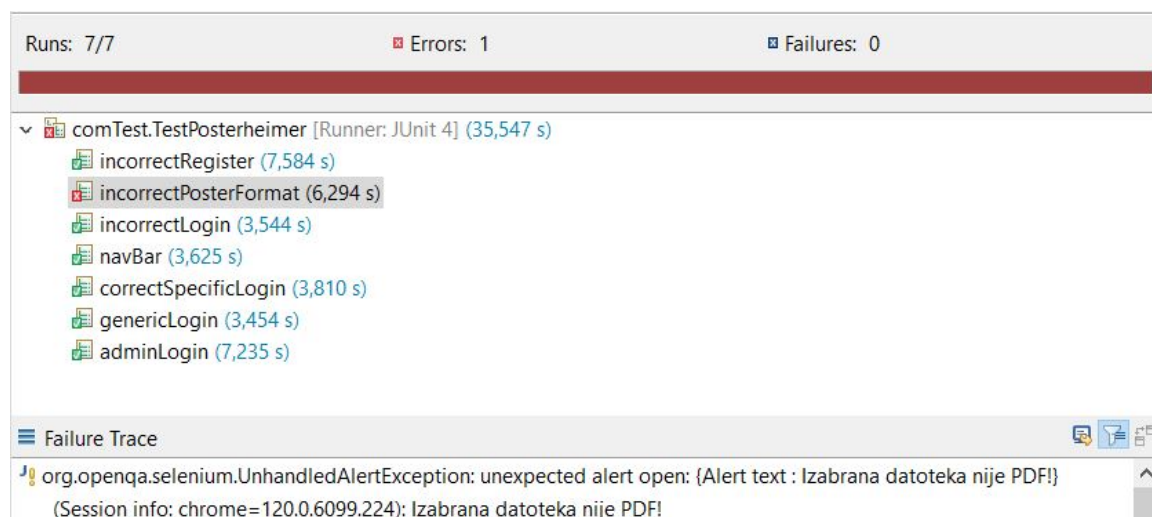 Runs: 7/7 Errors: 1 Failures: 0
comTest.TestPosterheimer [Runner: JUnit 4] (35,547 s)
incorrectRegister (7,584 s)
incorrectPosterFormat (6,294 s)
incorrectLogin (3,544 s)
navBar (3,625 s)
correctSpecificLogin (3,810 s)
genericLogin (3,454 s)
adminLogin (7,235 s)
Failure Trace
org.openqa.selenium.UnhandledAlertException: unexpected alert open: {Alert text : Izabrana datoteka nije PDF!}
(Session info: chrome=120.0.6099.224): Izabrana datoteka nije PDF!